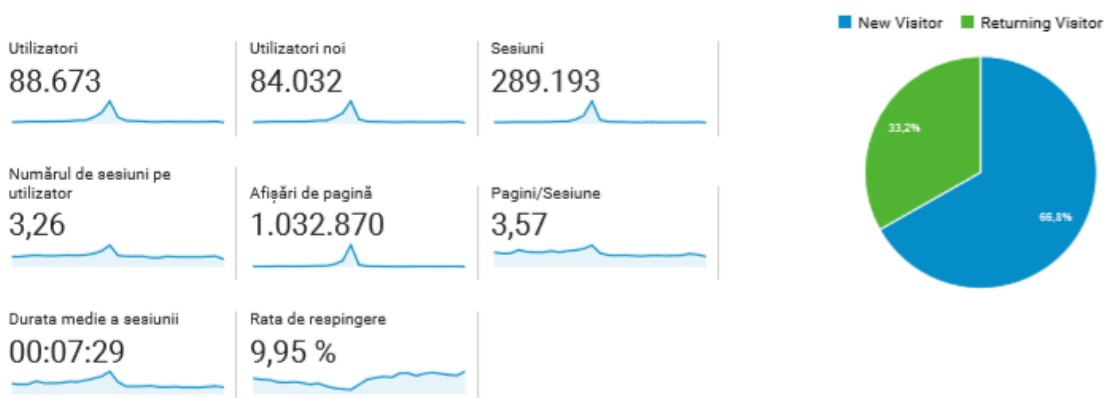 New Visitor
Returning Visitor
Utilizatori
88.673
Utilizatori noi
84.032
Sesiuni
289.193
Numărul de sesiuni pe
utilizator
3,26
Afișări de pagină
1.032.870
Pagini/Sesiune
3,57
Durata medie a sesiunii
00:07:29
Rata de respingere
9,95 %
33,2%
66,8%